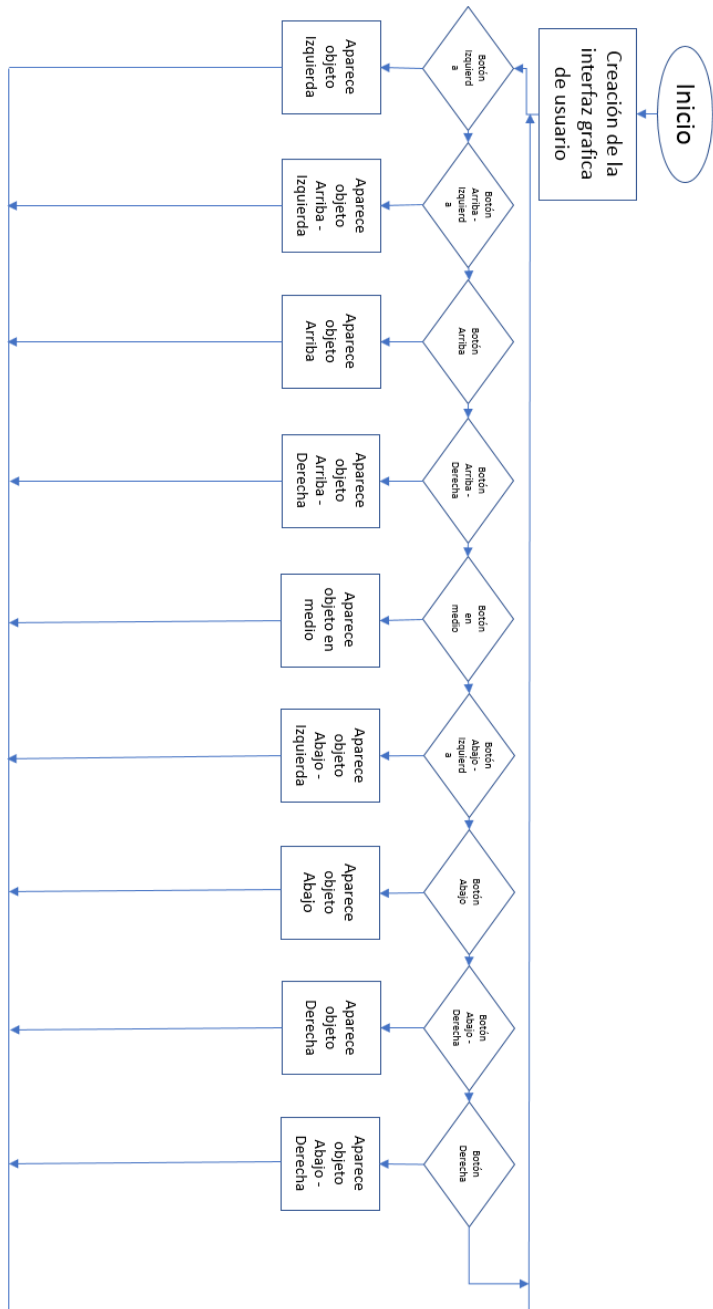 Inicio
Creación de la
interfaz grafica
de usuario
Botón
Izquierd
a
Aparece
objeto
Izquierda
Botón
Arriba -
Izquierd
a
Aparece
objeto
Arriba -
Izquierda
Botón
Arriba
Aparece
objeto
Arriba
Botón
Arriba -
Derecha
Aparece
objeto
Arriba -
Derecha
Botón
en
medio
Aparece
objeto en
medio
Botón
Abajo -
Izquierd
a
Aparece
objeto
Abajo -
Izquierda
Botón
Abajo
Aparece
objeto
Abajo
Botón
Abajo -
Derecha
Aparece
objeto
Derecha
Botón
Derecha
Aparece
objeto
Abajo -
Derecha